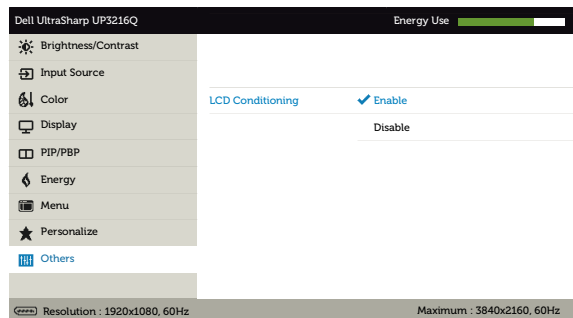 Dell UltraSharp UP3216Q Energy Use
Brightness/Contrast
Input Source
Color LCD Conditioning Enable
Display Disable
PIP/PBP
Energy
Menu
Personalize
Others
Resolution : 1920x1080, 60Hz Maximum : 3840x2160, 60Hz